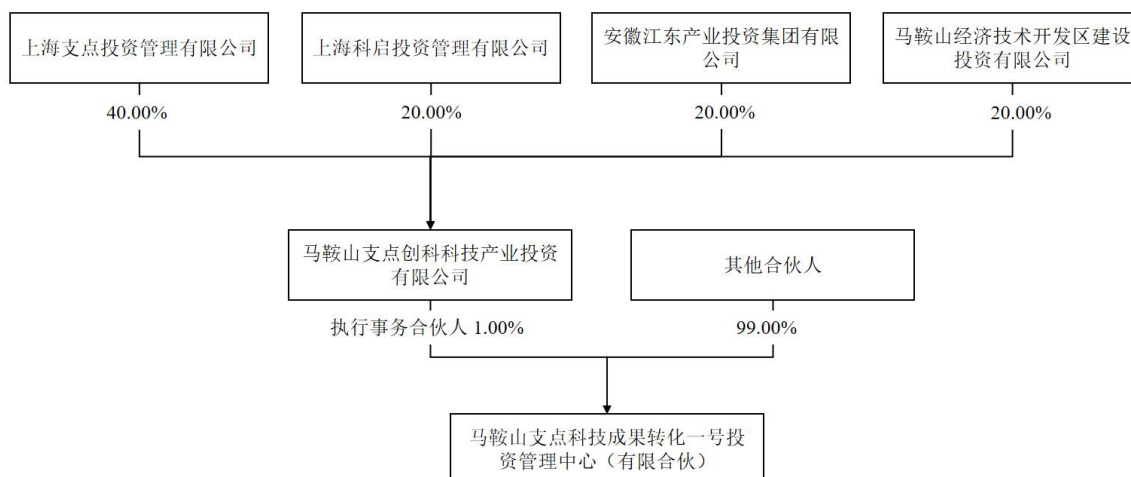 上海支点投资管理有限公司
上海科启投资管理有限公司
安徽江东产业投资集团有限
公司
马鞍山经济技术开发区建设
投资有限公司
40.00%
20.00%
20.00%
20.00%
马鞍山支点创科科技产业投资
有限公司
其他合伙人
执行事务合伙人 1.00%
99.00%
马鞍山支点科技成果转化一号投
资管理中心（有限合伙）